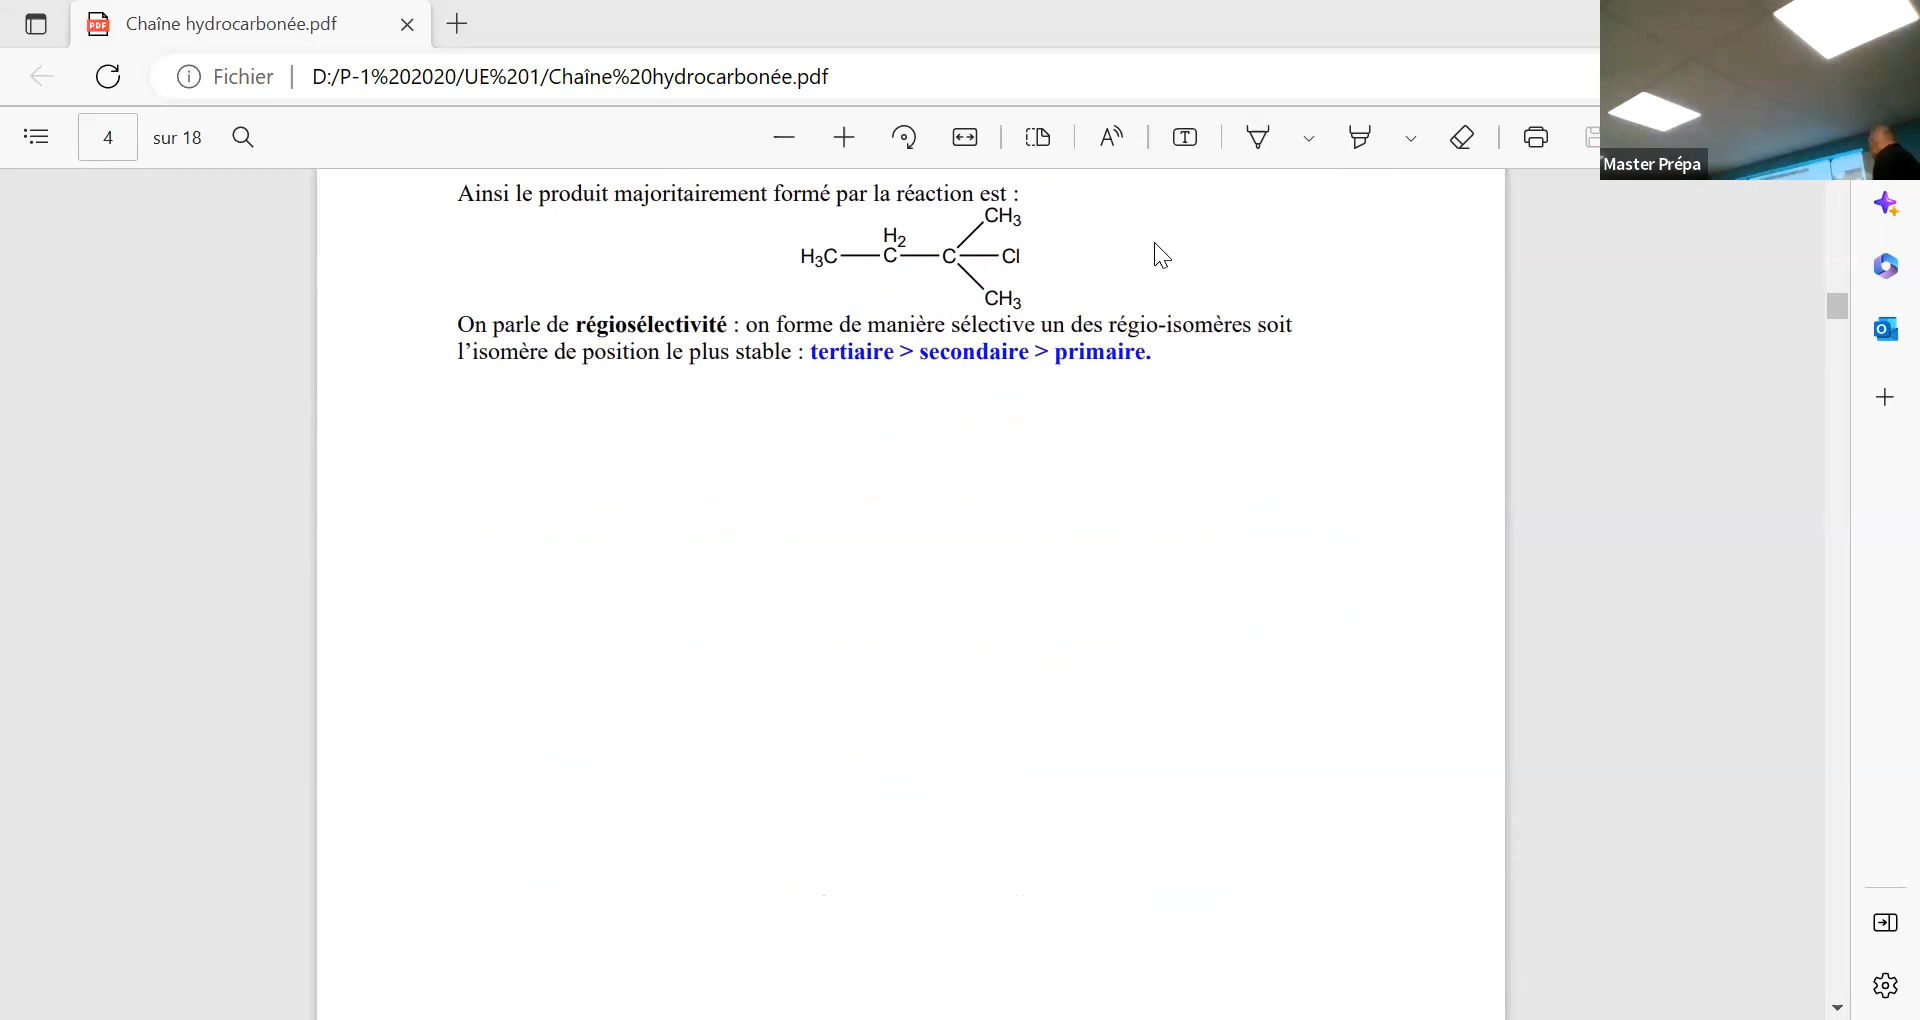 Chaîne hydrocarbonée.pdf
Fichier | D:/P-1%202020/UE%201/Chaîne%20hydrocarbonée.pdf
4 sur 18
Master Prépa
Ainsi le produit majoritairement formé par la réaction est :
CH3
H2
H3C C C Cl
CH3
On parle de régiosélectivité : on forme de manière sélective un des régio-isomères soit
l’isomère de position le plus stable : tertiaire > secondaire > primaire.